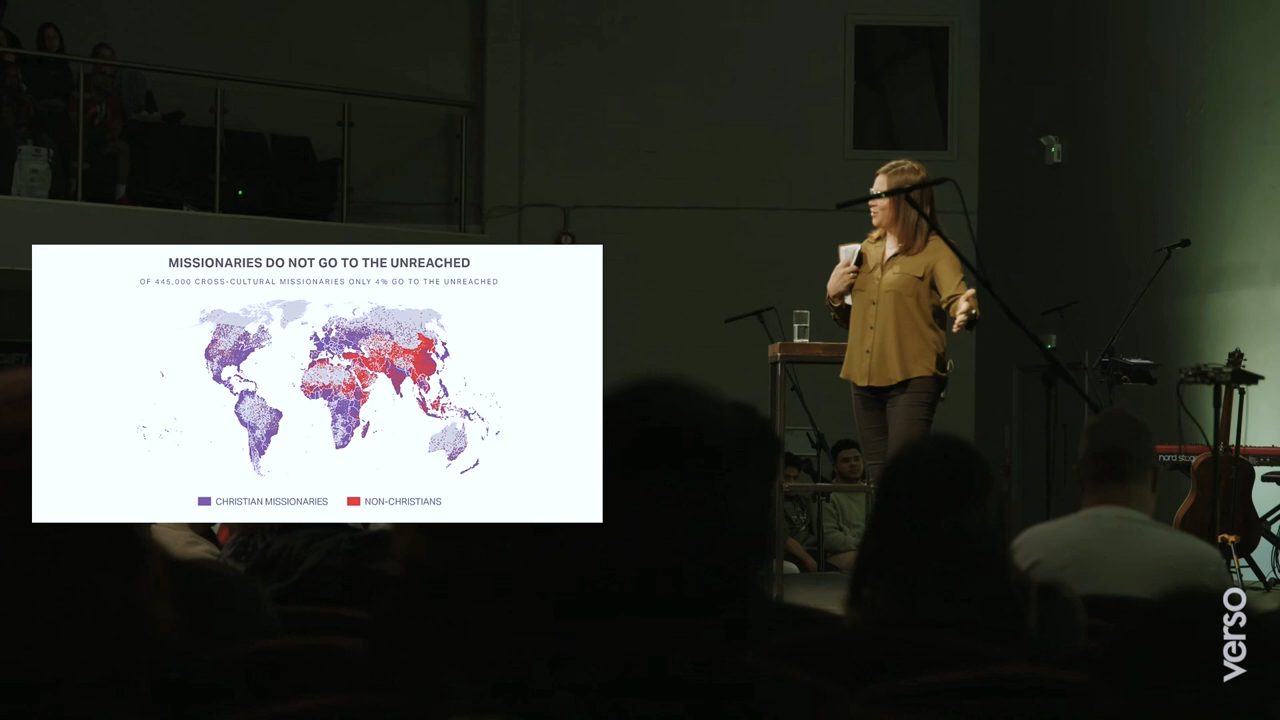 MISSIONARIES DO NOT GO TO THE UNREACHED
OF 445,000 CROSS-CULTURAL MISSIONARIES ONLY 4% GO TO THE UNREACHED
CHRISTIAN MISSIONARIES
NON-CHRISTIANS
nord stage
verso